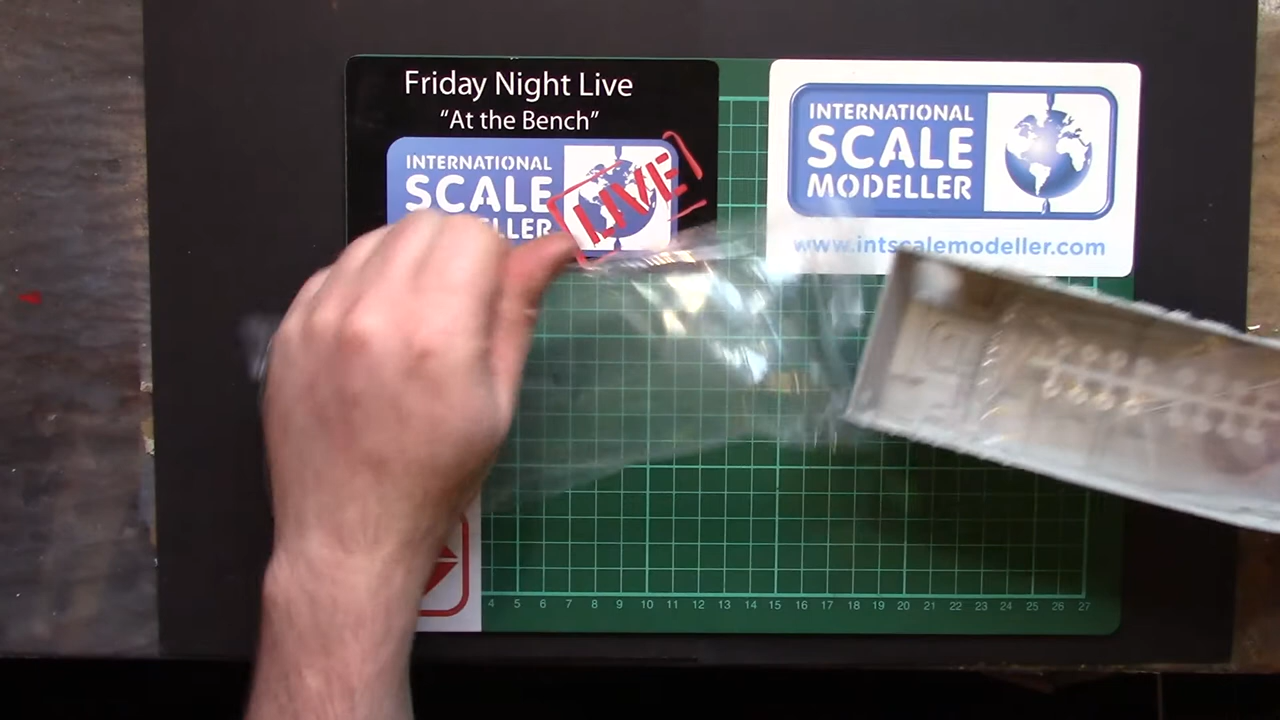 Friday Night Live
"At the Bench"
INTERNATIONAL
SCALE
LIVE
INTERNATIONAL
SCALE
MODELLER
www.intscalemodeller.com
4 5 6 7 8 9 10 11 12 13 14 15 16 17 18 19 20 21 22 23 24 25 26 27